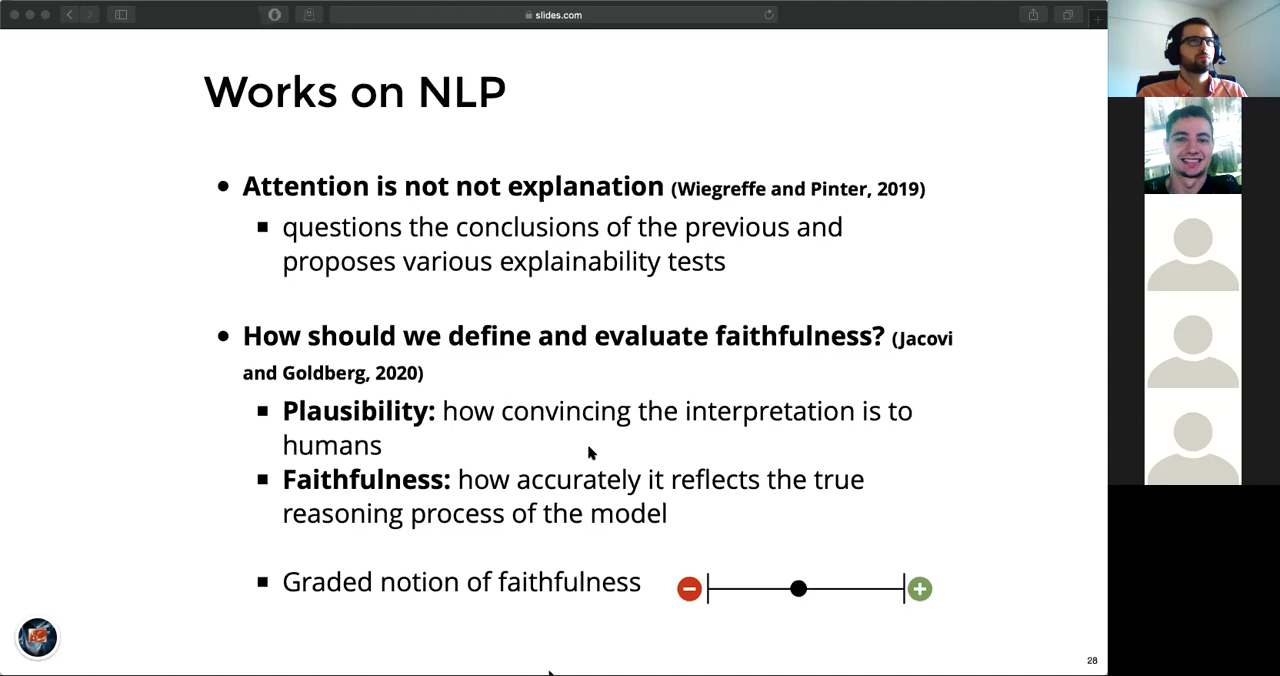 slides.com
Works on NLP
• Attention is not not explanation (Wiegreffe and Pinter, 2019)
▪ questions the conclusions of the previous and
proposes various explainability tests
• How should we define and evaluate faithfulness? (Jacovi
and Goldberg, 2020)
▪ Plausibility: how convincing the interpretation is to
humans
▪ Faithfulness: how accurately it reflects the true
reasoning process of the model
▪ Graded notion of faithfulness
28